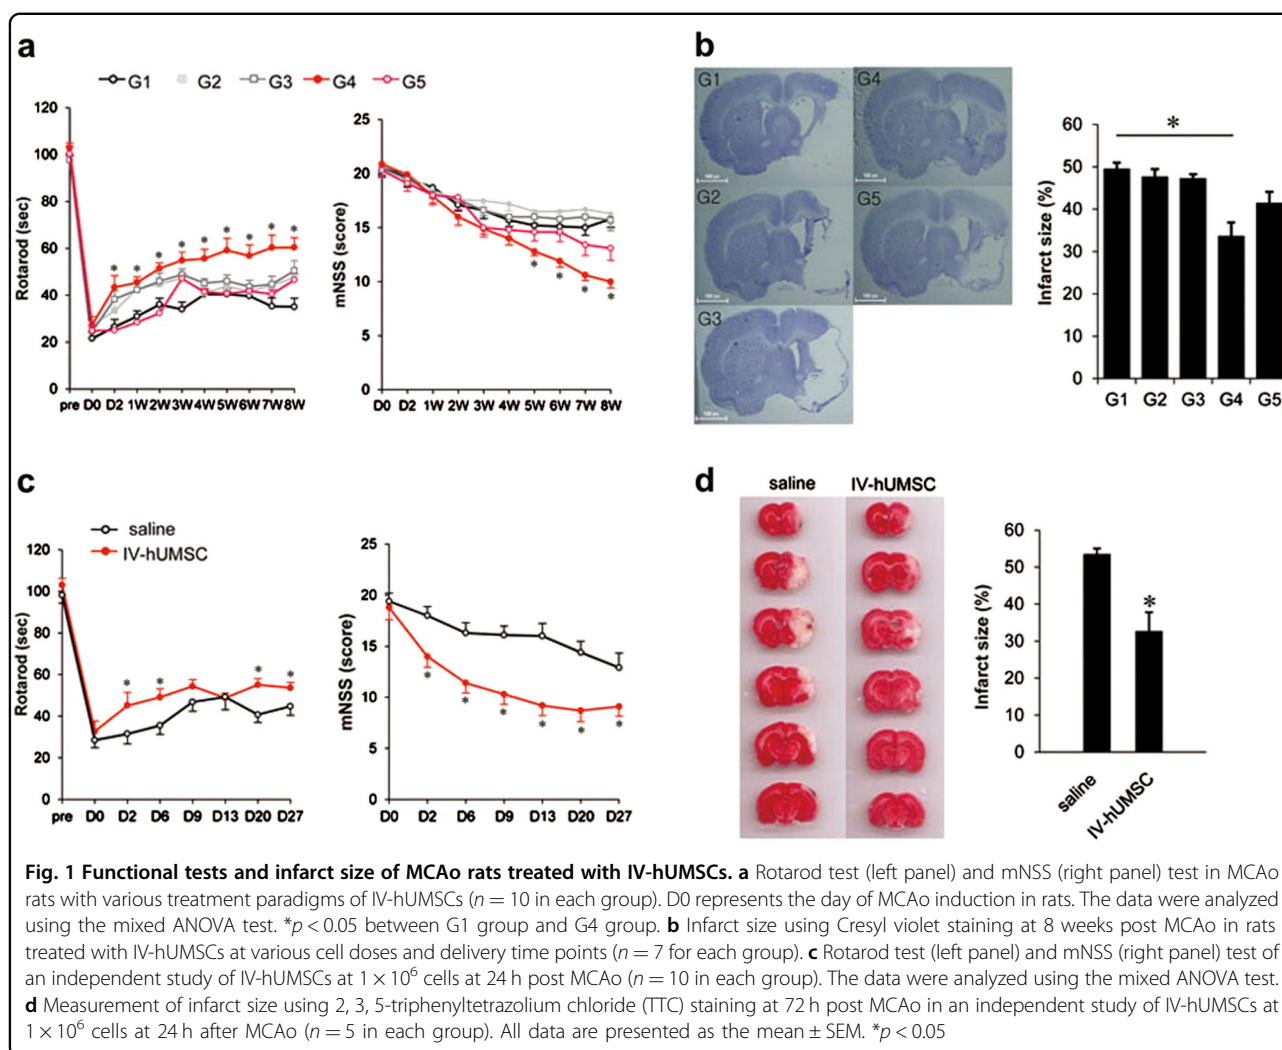 a
G1 G2 G3 G4 G5
120
100
80
60
40
20
0
Rotarod (sec)
pre D0 D2 1W 2W 3W 4W 5W 6W 7W 8W
* * * * * * * * *
25
20
15
10
5
0
mNSS (score)
D0 D2 1W 2W 3W 4W 5W 6W 7W 8W
* * * *
b
G1 G4
G2 G5
G3
60
50
40
30
20
10
0
Infarct size (%)
*
G1 G2 G3 G4 G5
c
saline
IV-hUMSC
120
100
80
60
40
20
0
Rotarod (sec)
pre D0 D2 D6 D9 D13 D20 D27
* * * *
25
20
15
10
5
0
mNSS (score)
D0 D2 D6 D9 D13 D20 D27
* * * * * *
d
saline IV-hUMSC
60
50
40
30
20
10
0
Infarct size (%)
*
saline
IV-hUMSC
Fig. 1 Functional tests and infarct size of MCAo rats treated with IV-hUMSCs. a Rotarod test (left panel) and mNSS (right panel) test in MCAo
rats with various treatment paradigms of IV-hUMSCs (n = 10 in each group). D0 represents the day of MCAo induction in rats. The data were analyzed
using the mixed ANOVA test. *p < 0.05 between G1 group and G4 group. b Infarct size using Cresyl violet staining at 8 weeks post MCAo in rats
treated with IV-hUMSCs at various cell doses and delivery time points (n = 7 for each group). c Rotarod test (left panel) and mNSS (right panel) test of
an independent study of IV-hUMSCs at 1 × 10⁶ cells at 24 h post MCAo (n = 10 in each group). The data were analyzed using the mixed ANOVA test.
d Measurement of infarct size using 2, 3, 5-triphenyltetrazolium chloride (TTC) staining at 72 h post MCAo in an independent study of IV-hUMSCs at
1 × 10⁶ cells at 24 h after MCAo (n = 5 in each group). All data are presented as the mean ± SEM. *p < 0.05